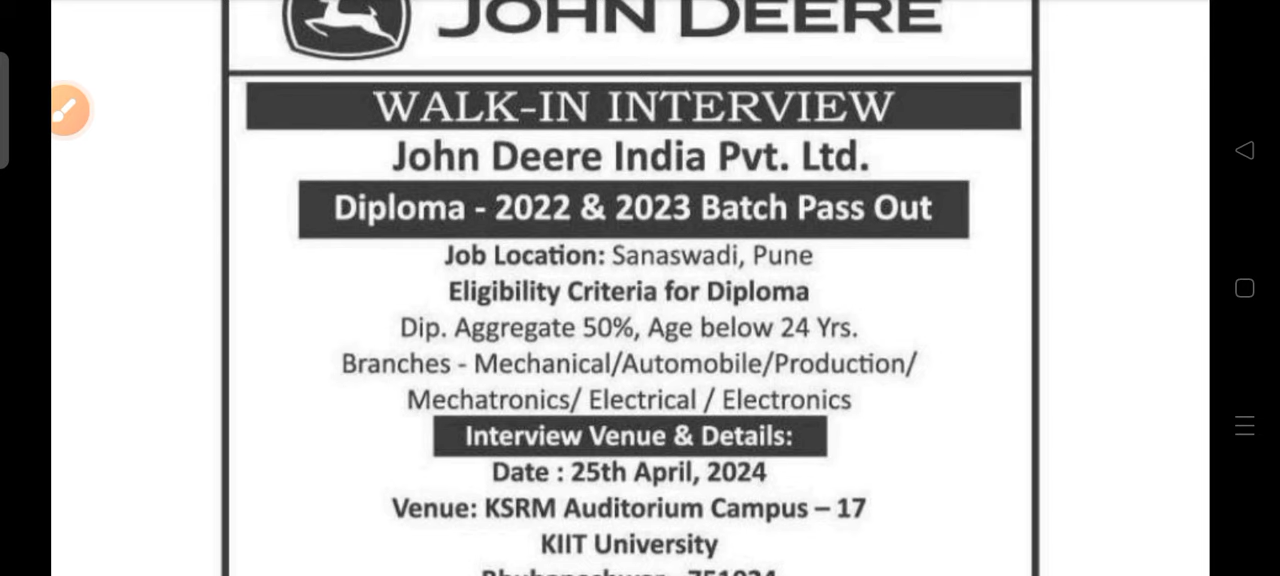 JOHN DEERE
WALK-IN INTERVIEW
John Deere India Pvt. Ltd.
Diploma - 2022 & 2023 Batch Pass Out
Job Location: Sanaswadi, Pune
Eligibility Criteria for Diploma
Dip. Aggregate 50%, Age below 24 Yrs.
Branches - Mechanical/Automobile/Production/
Mechatronics/ Electrical / Electronics
Interview Venue & Details:
Date : 25th April, 2024
Venue: KSRM Auditorium Campus – 17
KIIT University
Bhubaneshwar - 751024